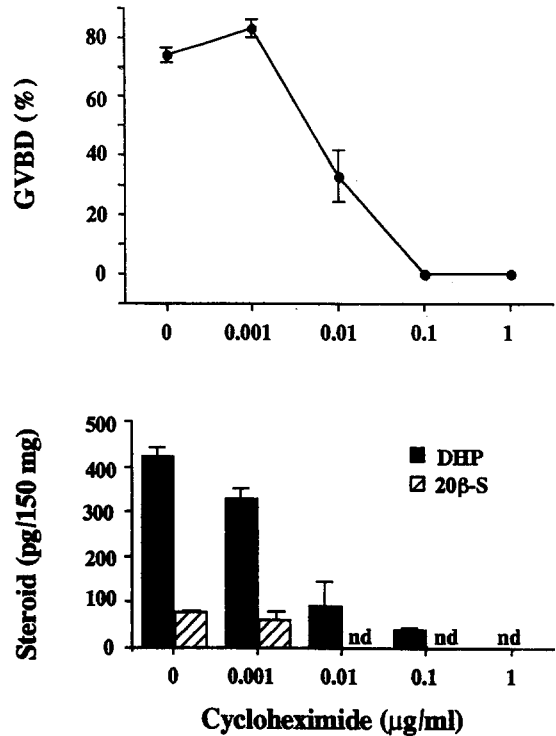 GVBD (%)
80
60
40
20
0
0 0.001 0.01 0.1 1
Steroid (pg/150 mg)
500
400
300
200
100
0
DHP
20β-S
nd nd nd
0 0.001 0.01 0.1 1
Cycloheximide (μg/ml)